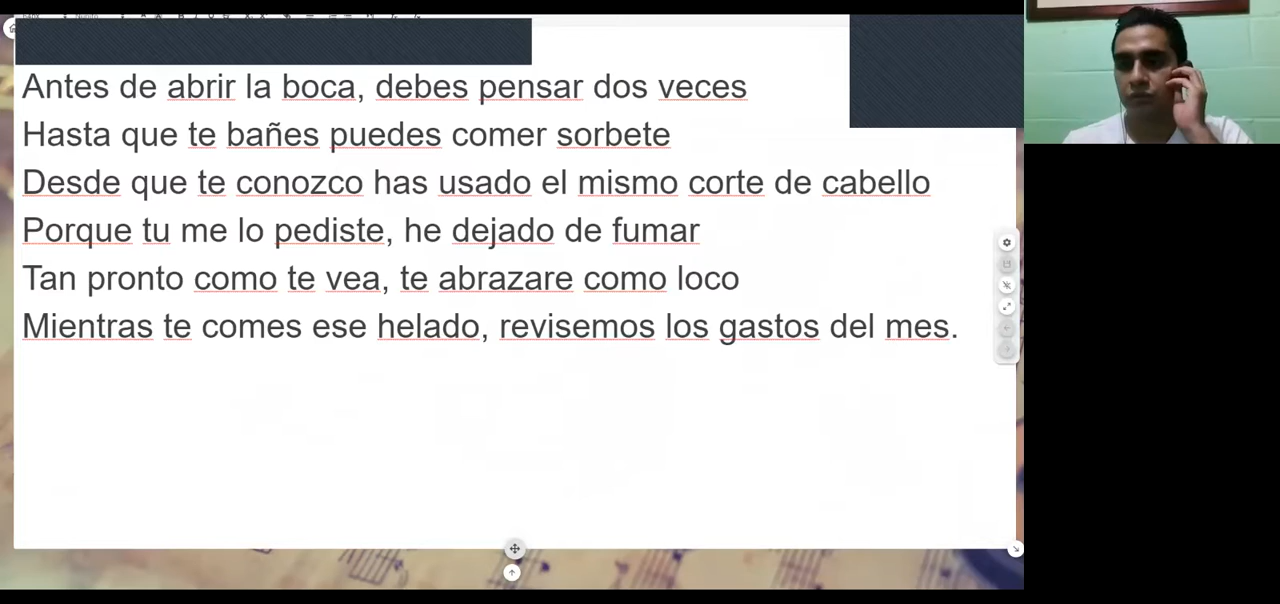 Antes de abrir la boca, debes pensar dos veces
Hasta que te bañes puedes comer sorbete
Desde que te conozco has usado el mismo corte de cabello
Porque tu me lo pediste, he dejado de fumar
Tan pronto como te vea, te abrazare como loco
Mientras te comes ese helado, revisemos los gastos del mes.